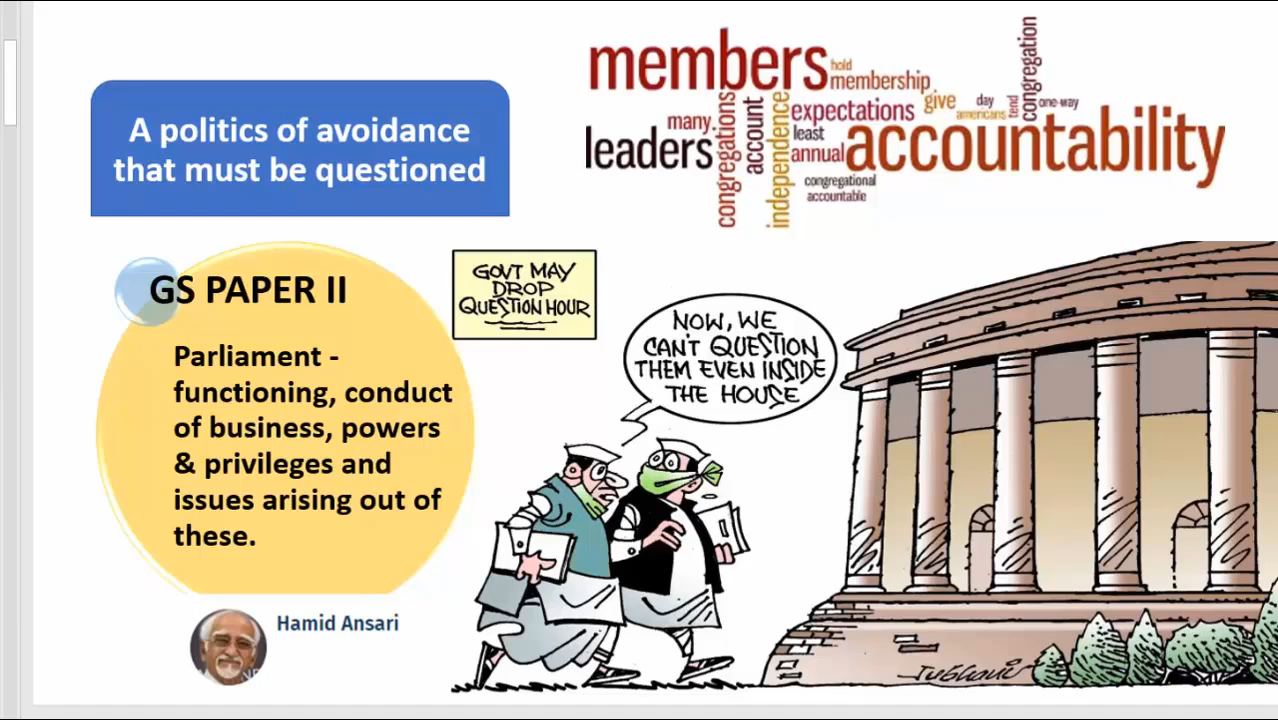 A politics of avoidance
that must be questioned
members
hold
membership
congregation
many
congregations
account
independence
expectations
give
day
americans
tend
one-way
leaders
least
annual
accountability
congregational
accountable
GS PAPER II
Parliament -
functioning, conduct
of business, powers
& privileges and
issues arising out of
these.
GOVT MAY
DROP
QUESTION HOUR
NOW, WE
CAN'T QUESTION
THEM EVEN INSIDE
THE HOUSE
Hamid Ansari